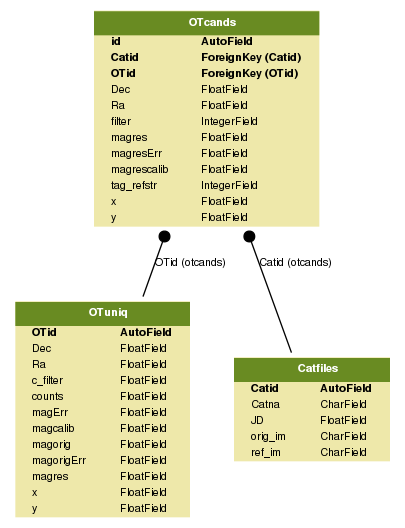 OTcands
id AutoField
Catid ForeignKey (Catid)
OTid ForeignKey (OTid)
Dec FloatField
Ra FloatField
filter IntegerField
magres FloatField
magresErr FloatField
magrescalib FloatField
tag_refstr IntegerField
x FloatField
y FloatField
OTid (otcands) Catid (otcands)
OTuniq
OTid AutoField
Dec FloatField
Ra FloatField
c_filter FloatField
counts FloatField
magErr FloatField
magcalib FloatField
magorig FloatField
magorigErr FloatField
magres FloatField
x FloatField
y FloatField
Catfiles
Catid AutoField
Catna CharField
JD FloatField
orig_im CharField
ref_im CharField